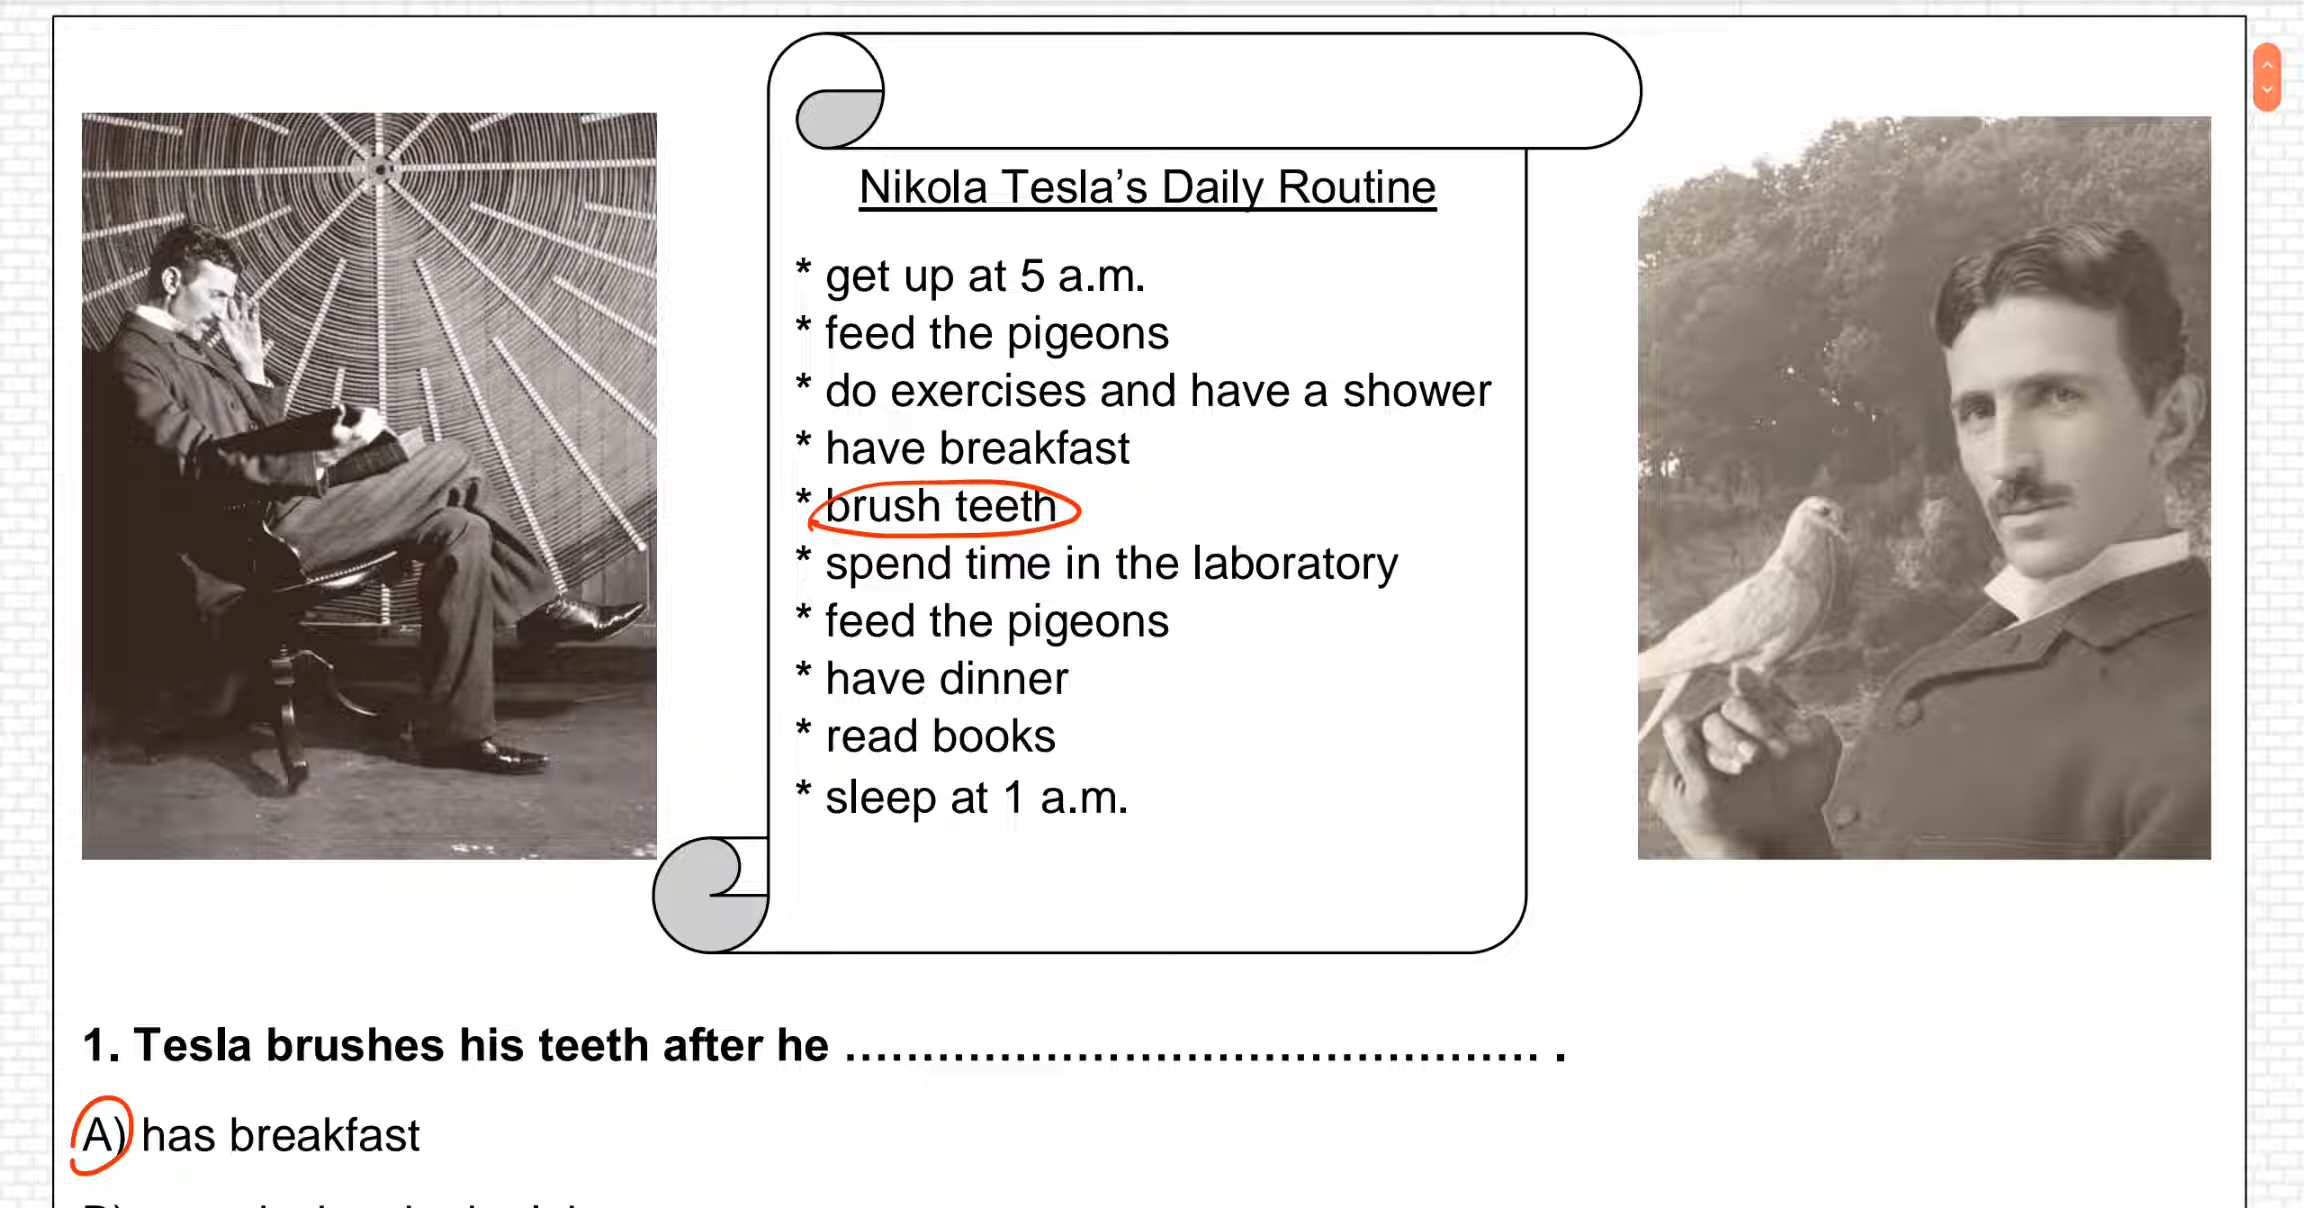 Nikola Tesla’s Daily Routine
* get up at 5 a.m.
* feed the pigeons
* do exercises and have a shower
* have breakfast
* brush teeth
* spend time in the laboratory
* feed the pigeons
* have dinner
* read books
* sleep at 1 a.m.
1. Tesla brushes his teeth after he .............................................. .
A) has breakfast